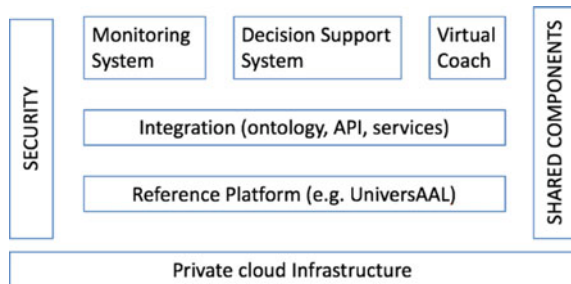 SECURITY
Monitoring
System
Decision Support
System
Virtual
Coach
Integration (ontology, API, services)
Reference Platform (e.g. UniversAAL)
SHARED COMPONENTS
Private cloud Infrastructure